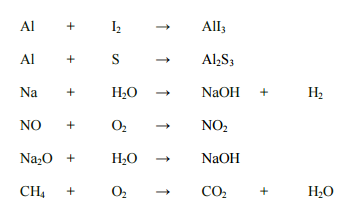 Al + I₂ → AlI₃
Al + S → Al₂S₃
Na + H₂O → NaOH + H₂
NO + O₂ → NO₂
Na₂O + H₂O → NaOH
CH₄ + O₂ → CO₂ + H₂O